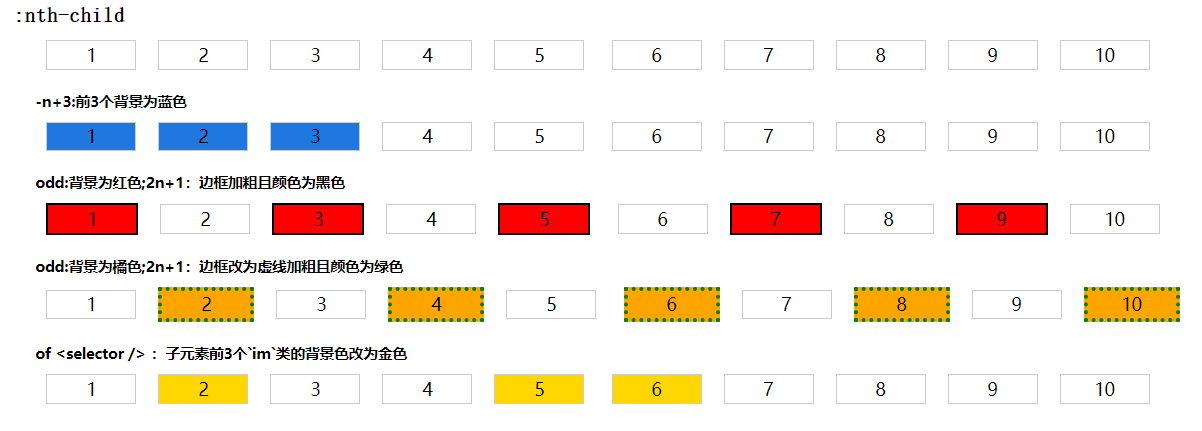 :nth-child
1 2 3 4 5 6 7 8 9 10
-n+3:前3个背景为蓝色
1 2 3 4 5 6 7 8 9 10
odd:背景为红色;2n+1：边框加粗且颜色为黑色
1 2 3 4 5 6 7 8 9 10
odd:背景为橘色;2n+1：边框改为虚线加粗且颜色为绿色
1 2 3 4 5 6 7 8 9 10
of <selector /> ：子元素前3个`im`类的背景色改为金色
1 2 3 4 5 6 7 8 9 10